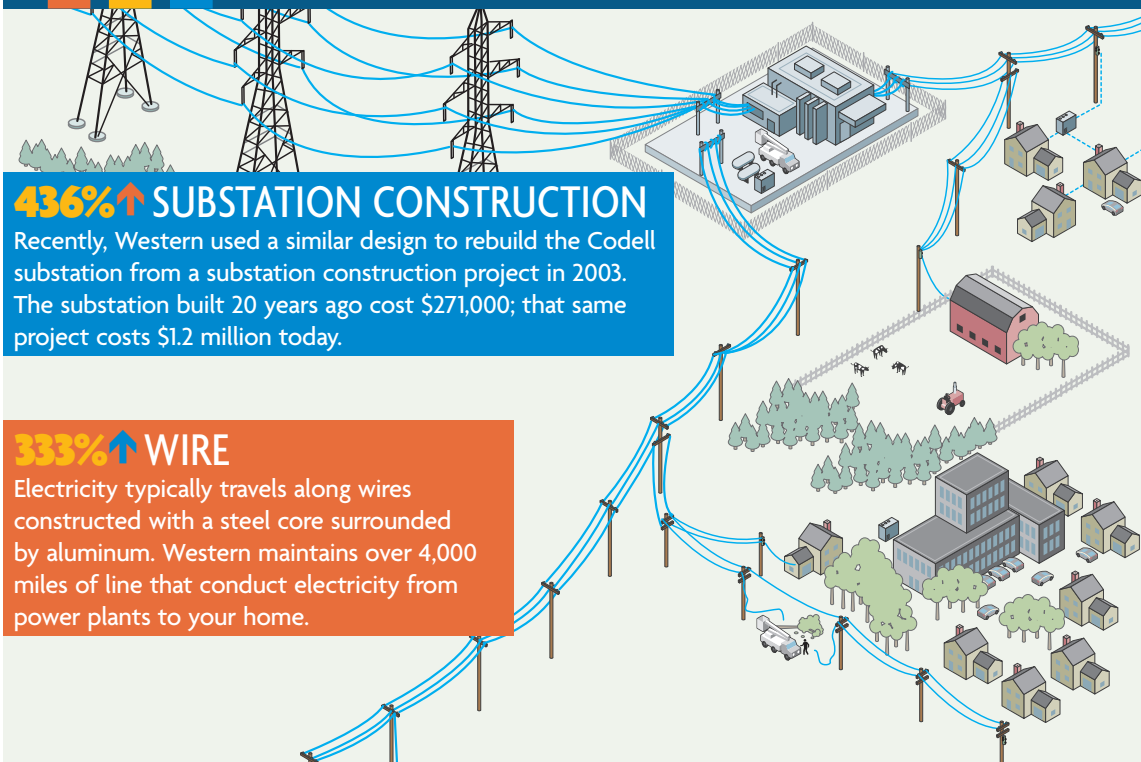 436% SUBSTATION CONSTRUCTION
Recently, Western used a similar design to rebuild the Codell
substation from a substation construction project in 2003.
The substation built 20 years ago cost $271,000; that same
project costs $1.2 million today.
333% WIRE
Electricity typically travels along wires
constructed with a steel core surrounded
by aluminum. Western maintains over 4,000
miles of line that conduct electricity from
power plants to your home.